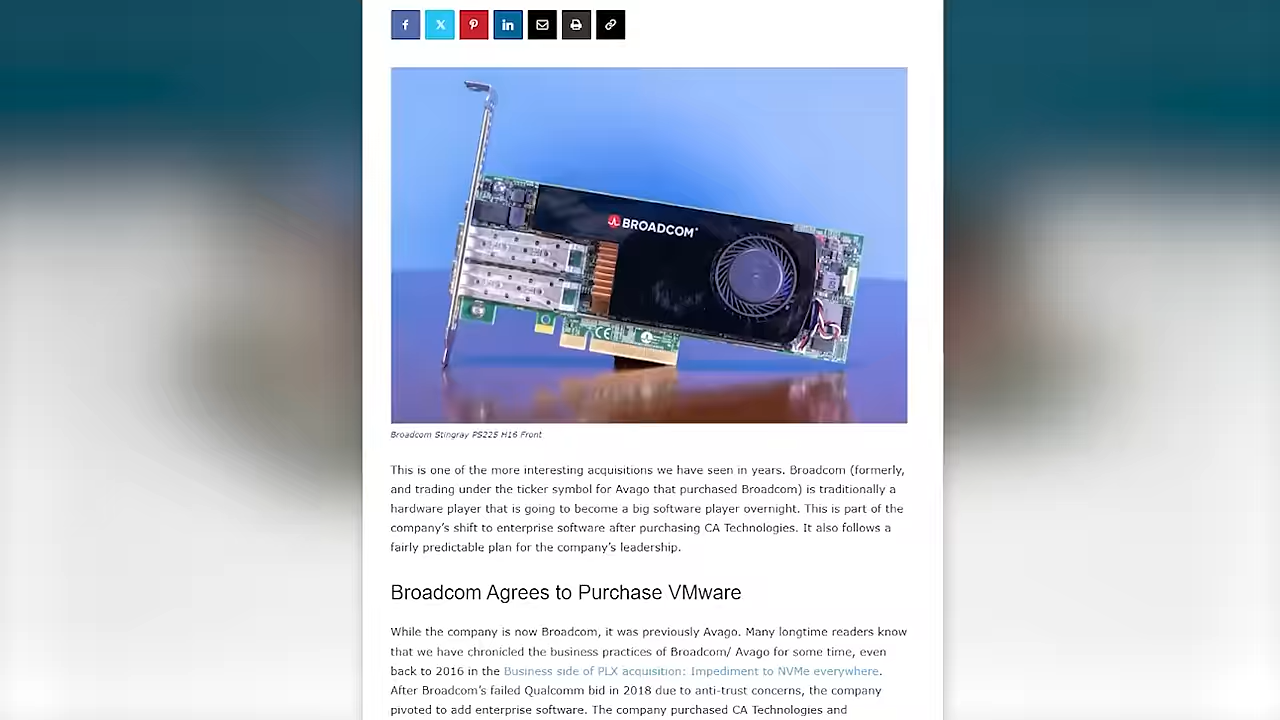 BROADCOM
CE
Broadcom Stingray PS225 H16 Front
This is one of the more interesting acquisitions we have seen in years. Broadcom (formerly,
and trading under the ticker symbol for Avago that purchased Broadcom) is traditionally a
hardware player that is going to become a big software player overnight. This is part of the
company's shift to enterprise software after purchasing CA Technologies. It also follows a
fairly predictable plan for the company's leadership.
Broadcom Agrees to Purchase VMware
While the company is now Broadcom, it was previously Avago. Many longtime readers know
that we have chronicled the business practices of Broadcom/ Avago for some time, even
back to 2016 in the Business side of PLX acquisition: Impediment to NVMe everywhere.
After Broadcom's failed Qualcomm bid in 2018 due to anti-trust concerns, the company
pivoted to add enterprise software. The company purchased CA Technologies and